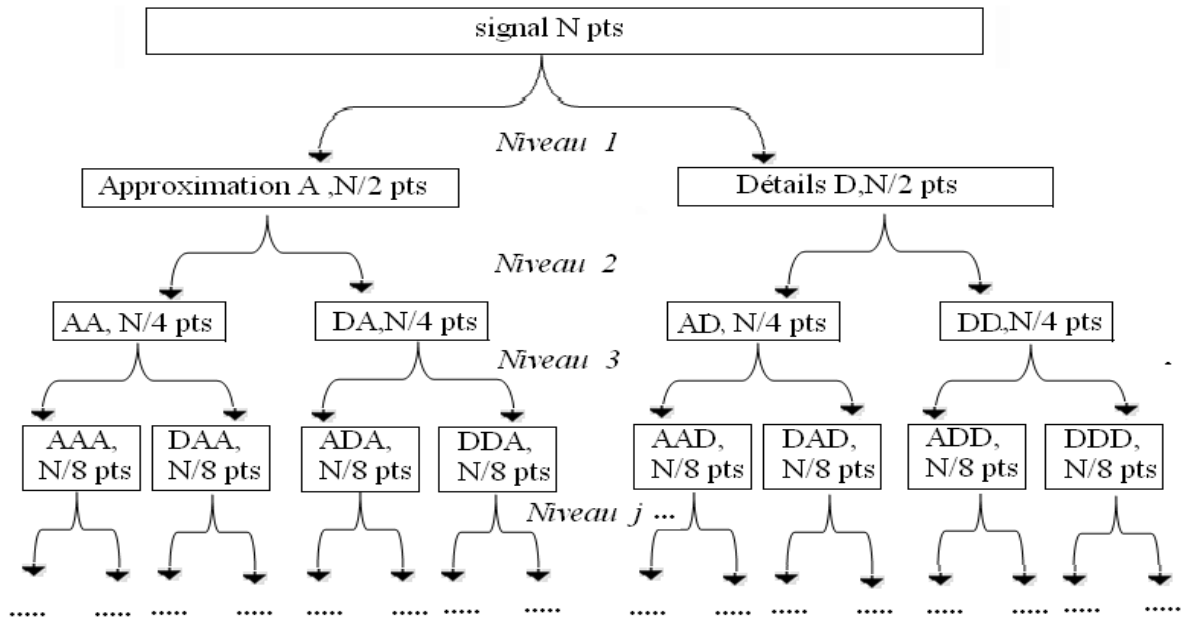 signal N pts
Niveau 1
Approximation A ,N/2 pts
Détails D,N/2 pts
Niveau 2
AA, N/4 pts
DA,N/4 pts
AD, N/4 pts
DD,N/4 pts
Niveau 3
AAA,
N/8 pts
DAA,
N/8 pts
ADA,
N/8 pts
DDA,
N/8 pts
AAD,
N/8 pts
DAD,
N/8 pts
ADD,
N/8 pts
DDD,
N/8 pts
Niveau j ...
..... ..... ..... ..... ..... ..... ..... ..... ..... ..... ..... ..... ..... ..... ..... .....